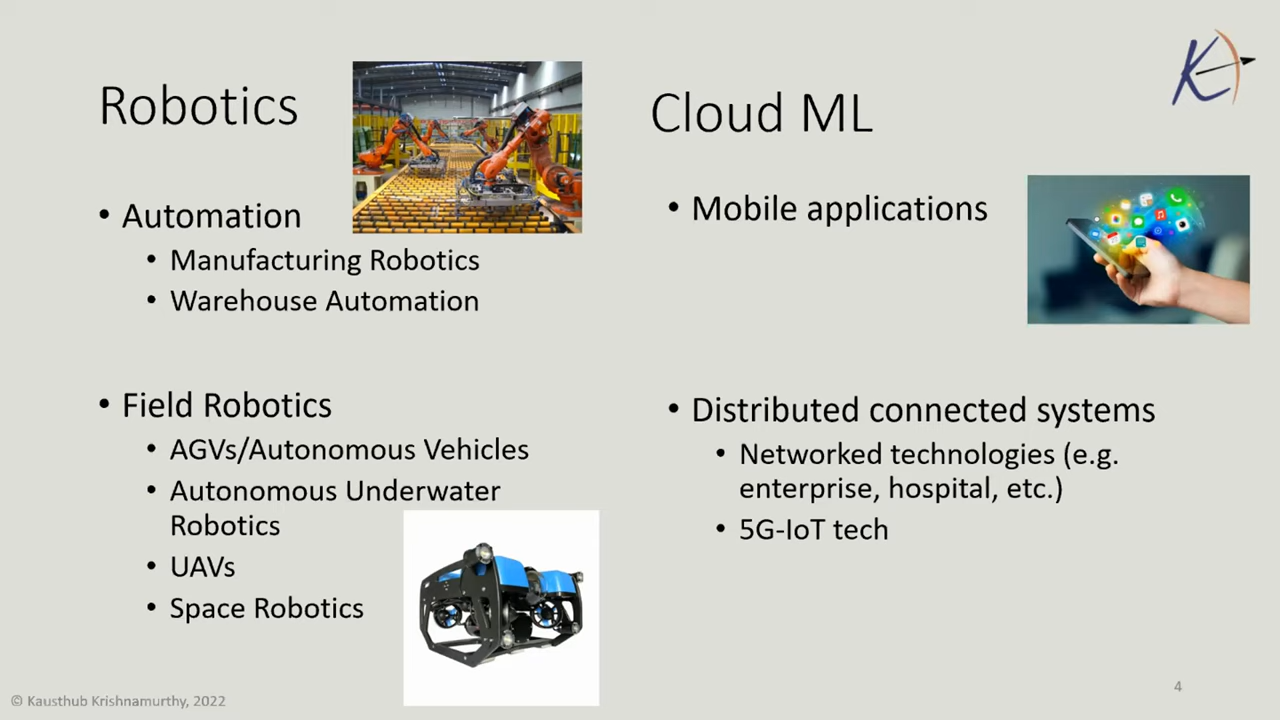 Robotics
• Automation
• Manufacturing Robotics
• Warehouse Automation
• Field Robotics
• AGVs/Autonomous Vehicles
• Autonomous Underwater
Robotics
• UAVs
• Space Robotics
Cloud ML
• Mobile applications
• Distributed connected systems
• Networked technologies (e.g.
enterprise, hospital, etc.)
• 5G-IoT tech
K
© Kausthub Krishnamurthy, 2022
4